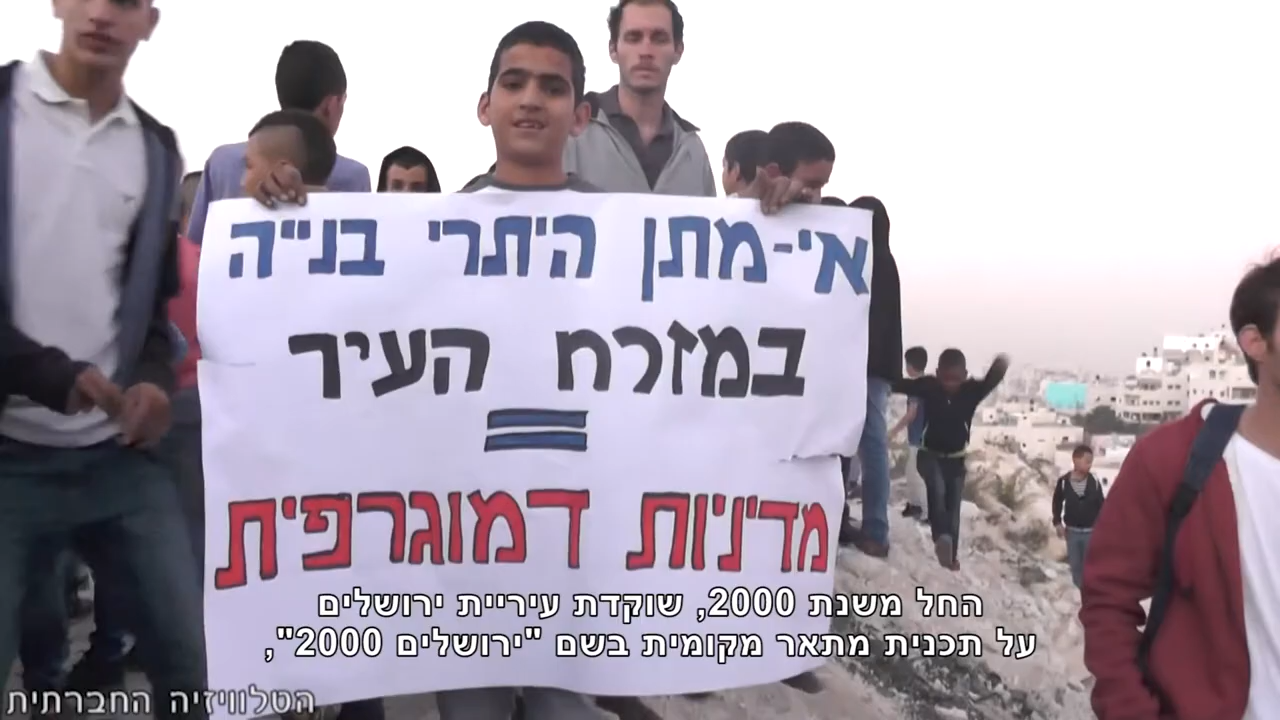 אי-מתן היתרי בנייה
במזרח העיר
=
מדיניות דמוגרפית
החל משנת 2000, שוקדת עיריית ירושלים
על תכנית מתאר מקומית בשם "ירושלים 2000",
הטלוויזיה החברתית